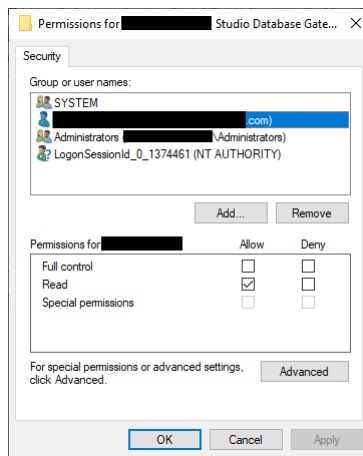 Permissions for Studio Database Gate...
Security
Group or user names:
SYSTEM
.com)
Administrators ( \Administrators)
LogonSessionId_0_1374461 (NT AUTHORITY)
Add... Remove
Permissions for Allow Deny
Full control
Read
Special permissions
For special permissions or advanced settings,
click Advanced.
Advanced
OK Cancel Apply